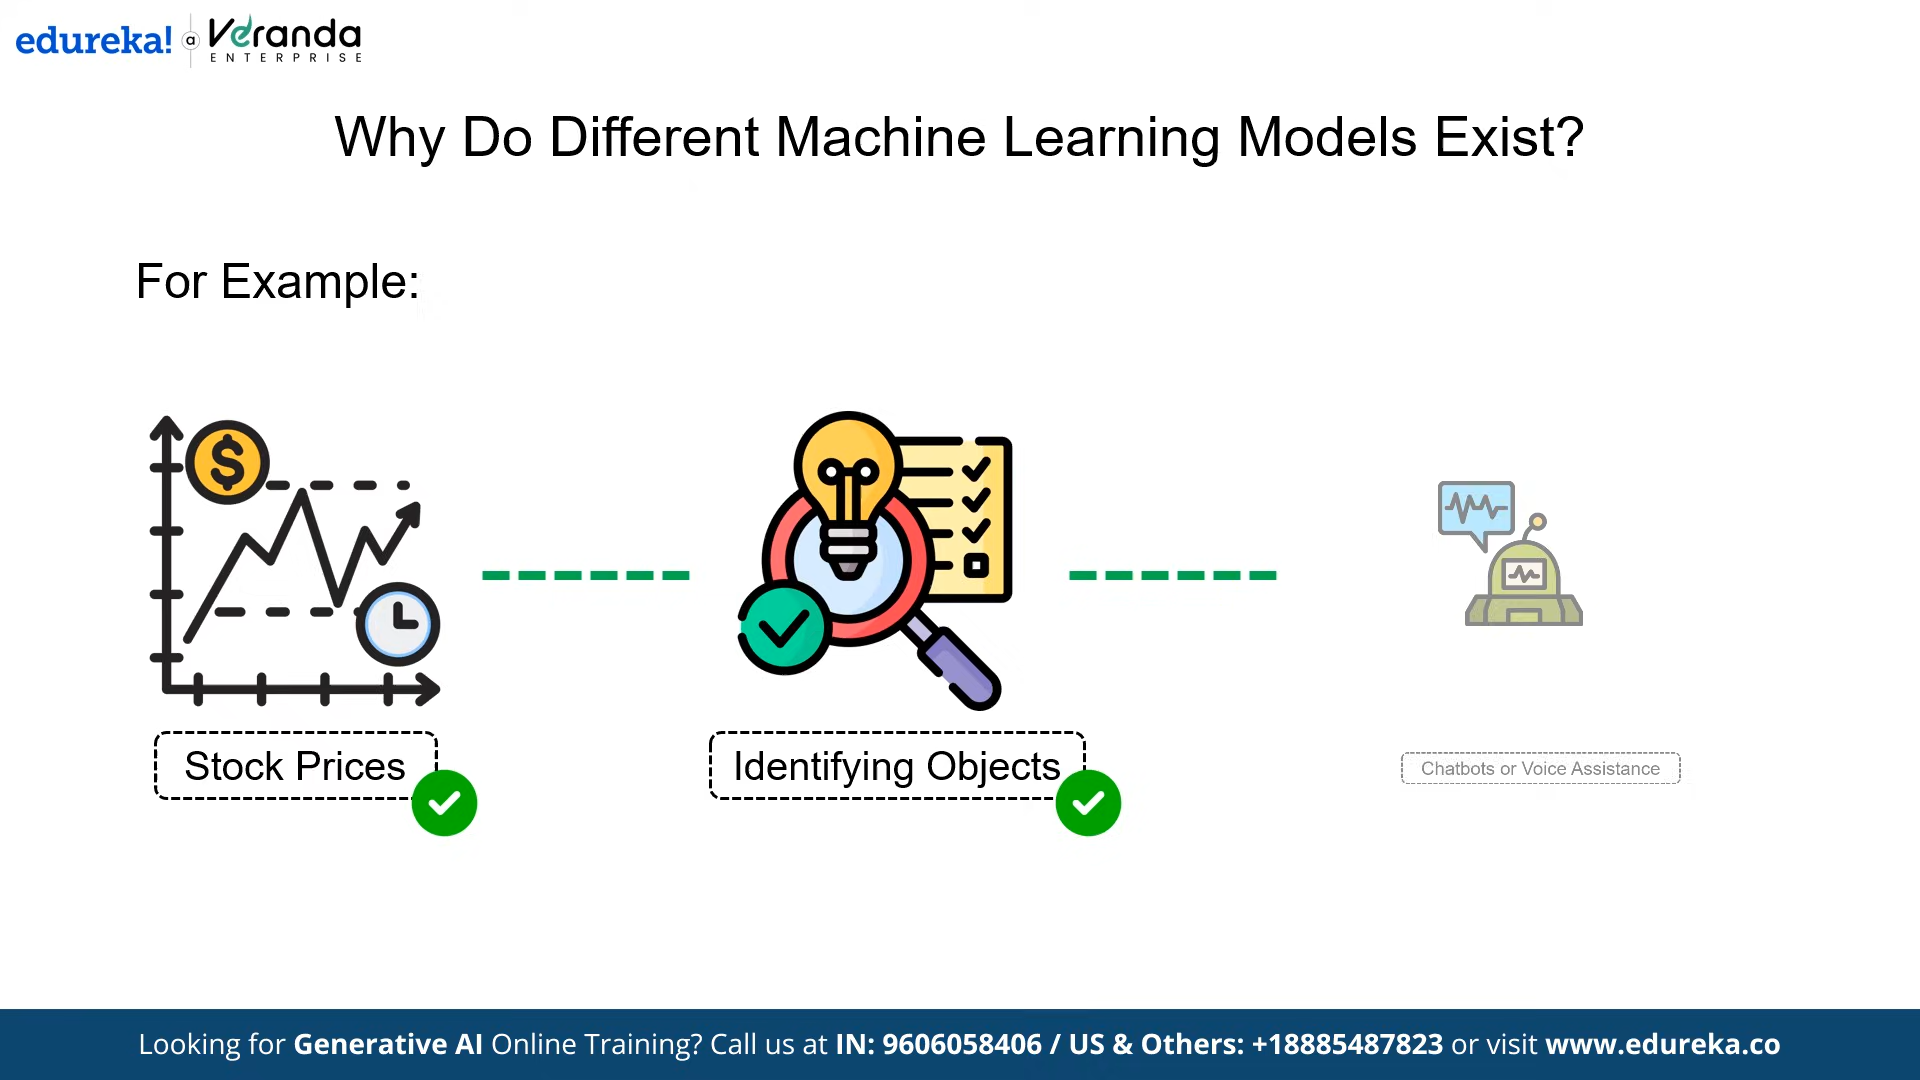 edureka! a Veranda
ENTERPRISE
Why Do Different Machine Learning Models Exist?
For Example:
$
Stock Prices
Identifying Objects
Chatbots or Voice Assistance
Looking for Generative AI Online Training? Call us at IN: 9606058406 / US & Others: +18885487823 or visit www.edureka.co